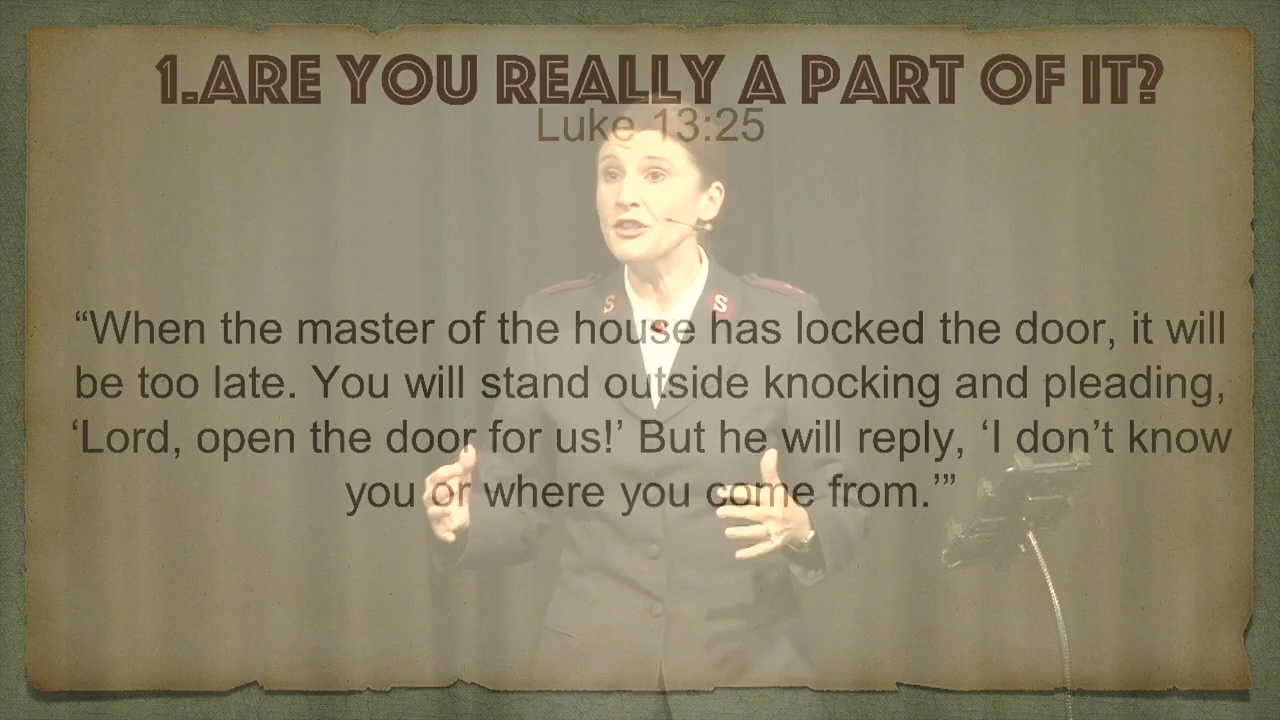 1.ARE YOU REALLY A PART OF IT?
Luke 13:25
“When the master of the house has locked the door, it will
be too late. You will stand outside knocking and pleading,
‘Lord, open the door for us!’ But he will reply, ‘I don’t know
you or where you come from.’”
S S